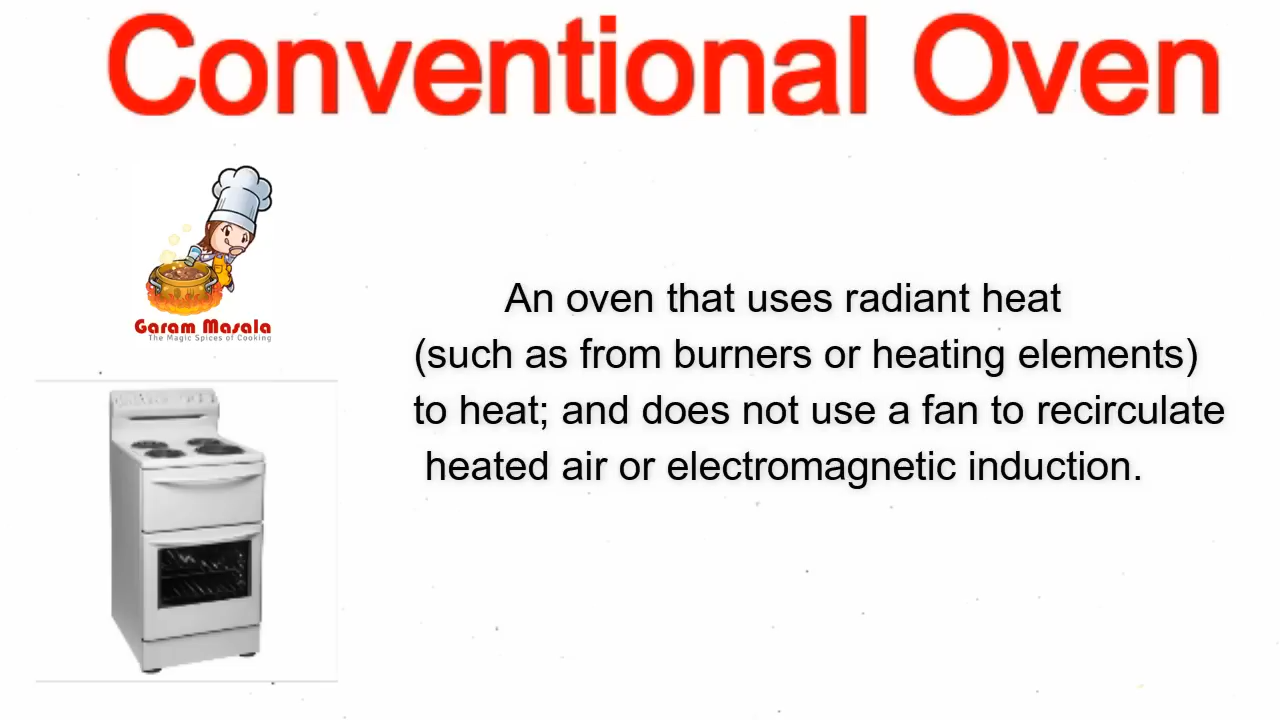 Conventional Oven
Garam Masala
The Magic Spices of Cooking
An oven that uses radiant heat
(such as from burners or heating elements)
to heat; and does not use a fan to recirculate
heated air or electromagnetic induction.